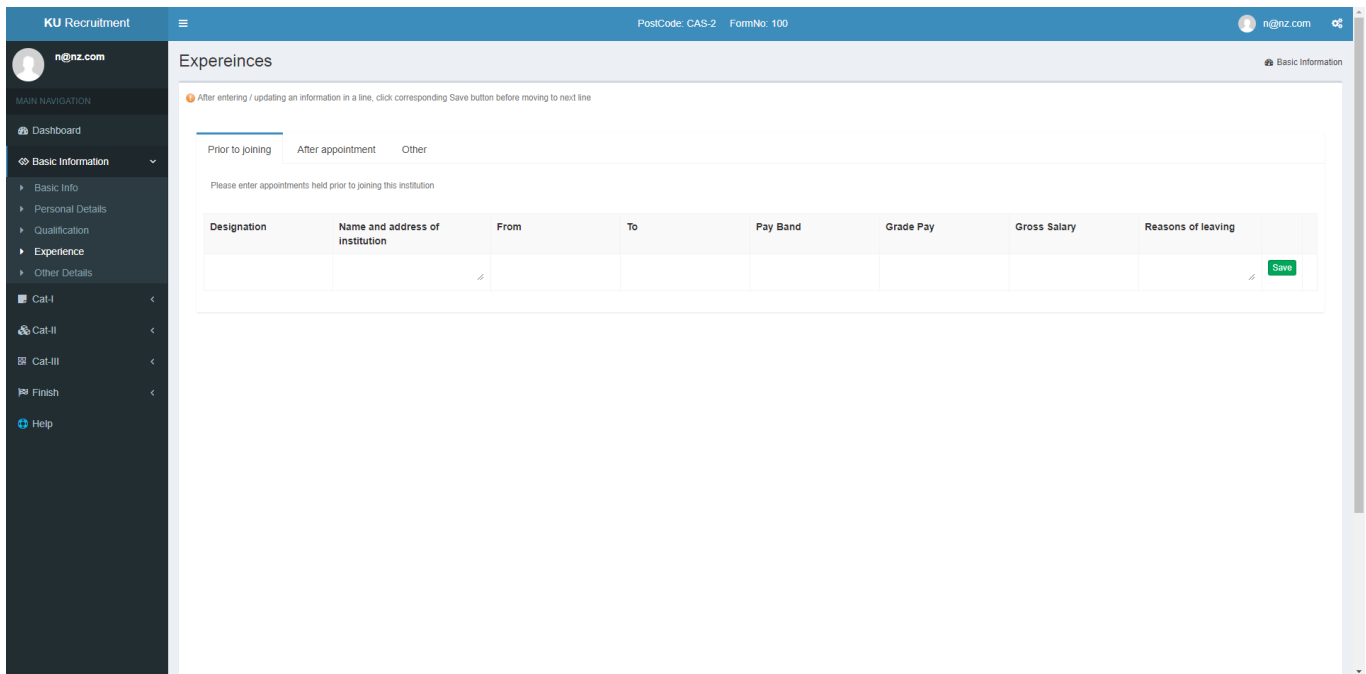 KU Recruitment
PostCode: CAS-2 FormNo: 100
n@nz.com
n@nz.com
MAIN NAVIGATION
Dashboard
Basic Information
Basic Info
Personal Details
Qualification
Experience
Other Details
Cat-I
Cat-II
Cat-III
Finish
Help
Expereinces
Basic Information
After entering / updating an information in a line, click corresponding Save button before moving to next line
Prior to joining After appointment Other
Please enter appointments held prior to joining this institution
Designation Name and address of institution From To Pay Band Grade Pay Gross Salary Reasons of leaving
Save